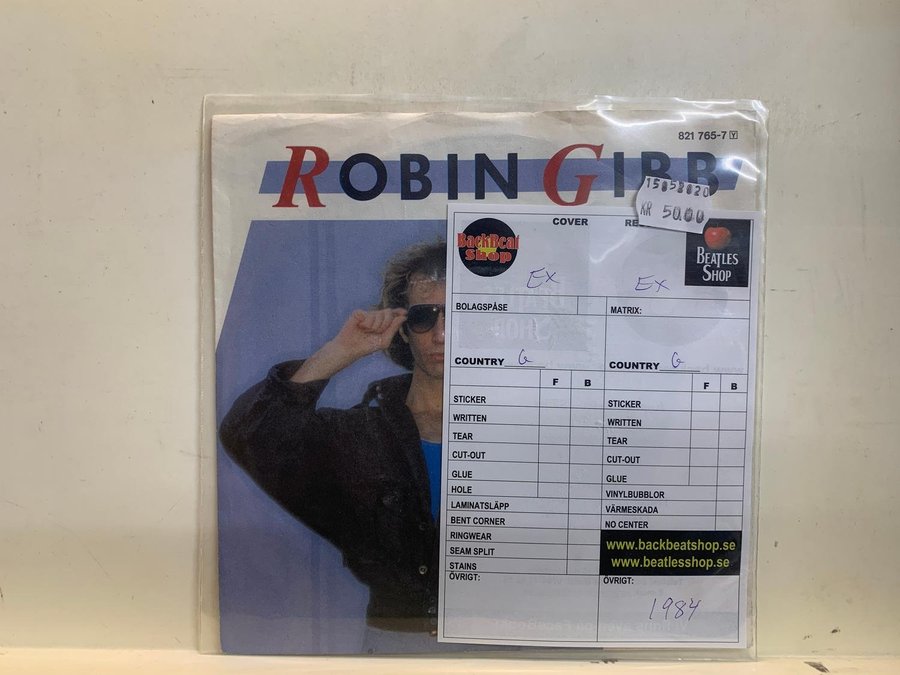 821 765-7 Y
ROBIN GIBB
15052020
KR 50.00
COVER
RE
BackBeat
Shop
BEATLES
SHOP
Ex
Ex
BOLAGSPÅSE
MATRIX:
COUNTRY G
COUNTRY G
F B
F B
STICKER
STICKER
WRITTEN
WRITTEN
TEAR
TEAR
CUT-OUT
CUT-OUT
GLUE
GLUE
HOLE
VINYLBUBBLOR
LAMINATSLÄPP
VÄRMESKADA
BENT CORNER
NO CENTER
RINGWEAR
www.backbeatshop.se
SEAM SPLIT
www.beatlesshop.se
STAINS
ÖVRIGT:
ÖVRIGT:
1984